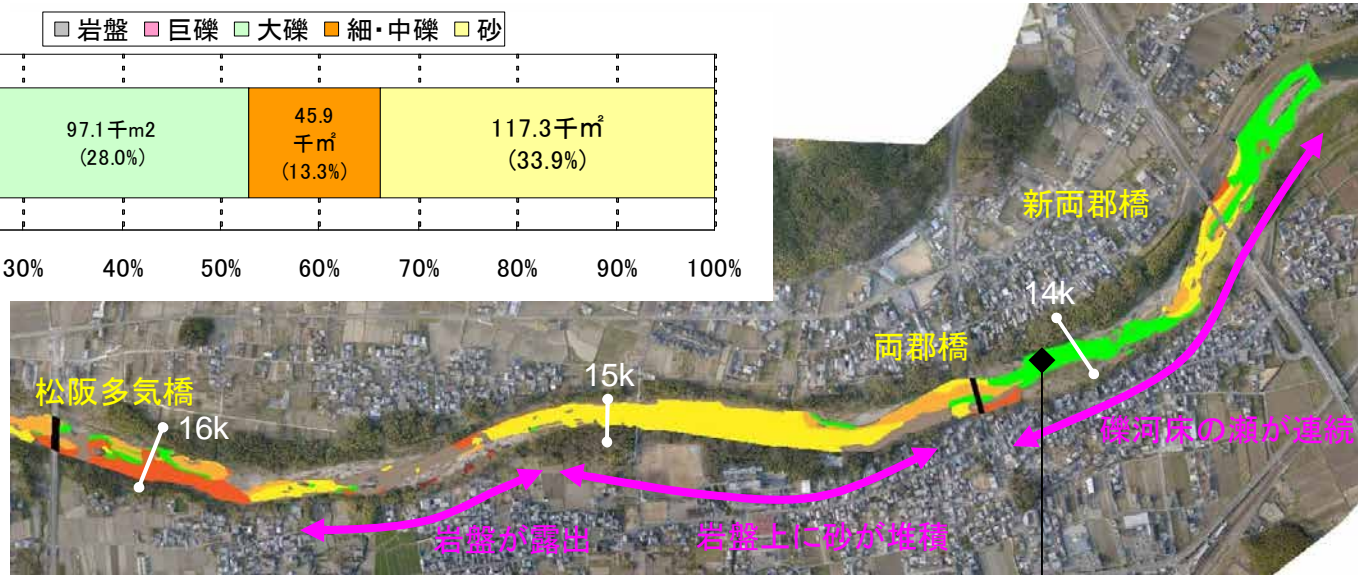 岩盤 巨礫 大礫 細・中礫 砂
97.1千m2
(28.0%)
45.9
千㎡
(13.3%)
117.3千㎡
(33.9%)
30% 40% 50% 60% 70% 80% 90% 100%
新両郡橋
14k
両郡橋
15k
松阪多気橋
16k
礫河床の瀬が連続
岩盤が露出
岩盤上に砂が堆積